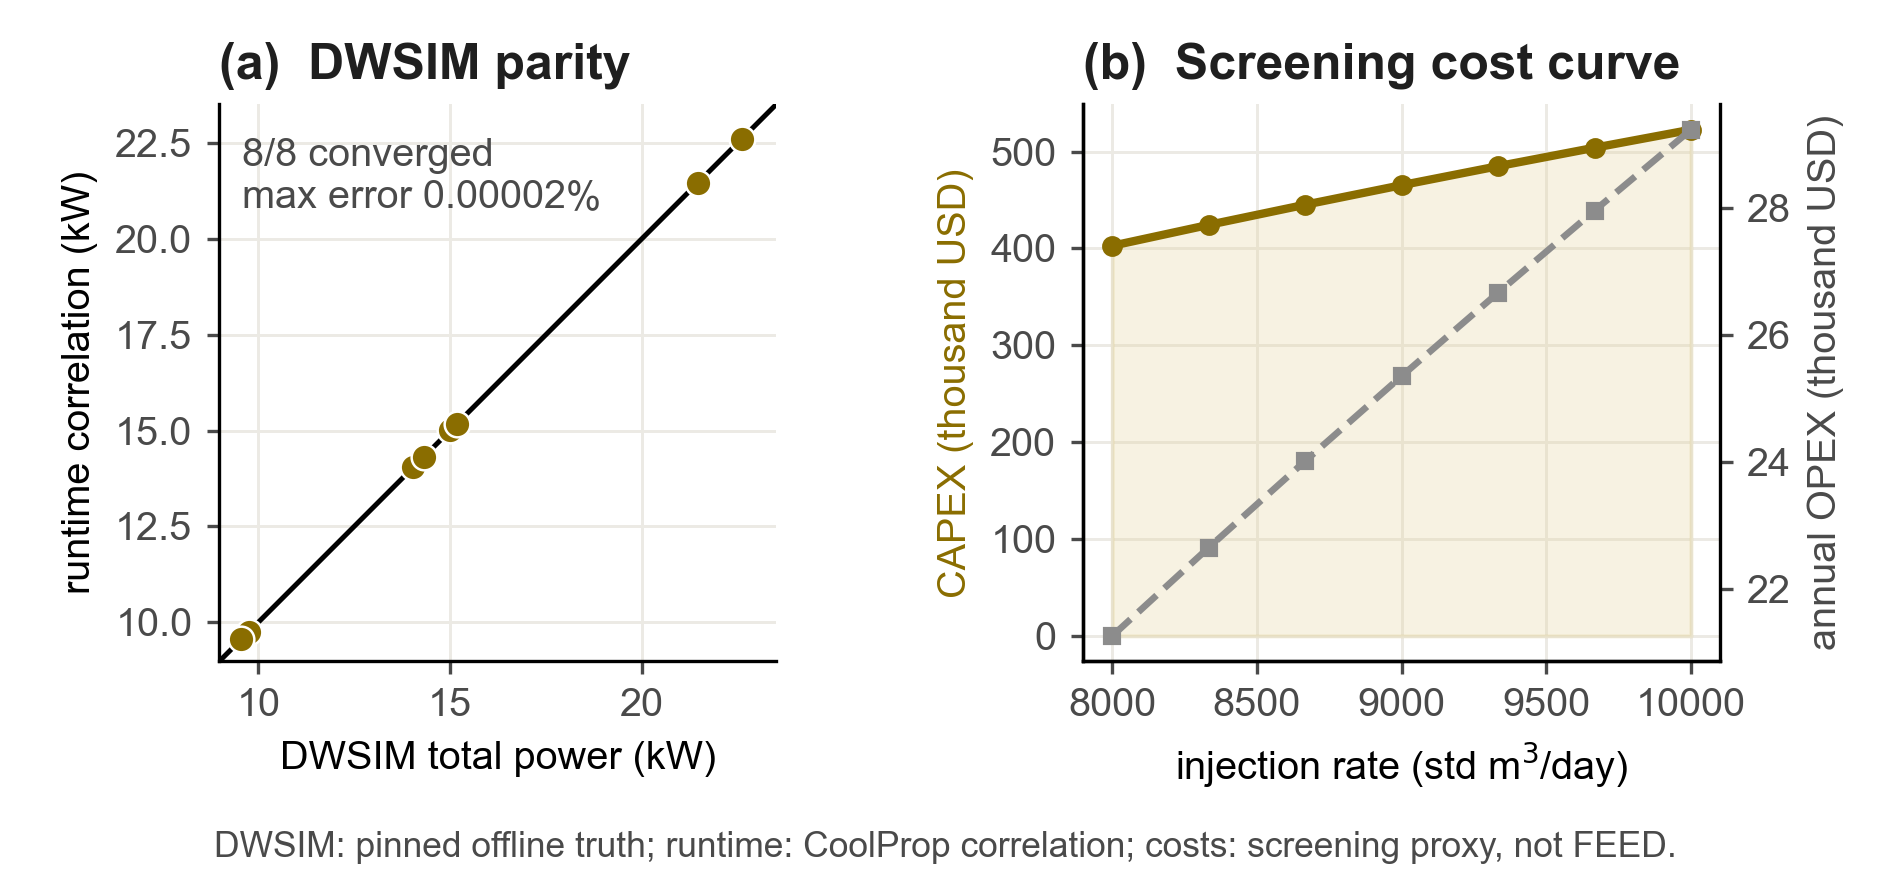 (a) DWSIM parity
8/8 converged
max error 0.00002%
runtime correlation (kW)
22.5
20.0
17.5
15.0
12.5
10.0
10 15 20
DWSIM total power (kW)
(b) Screening cost curve
CAPEX (thousand USD)
500
400
300
200
100
0
28
26
24
22
annual OPEX (thousand USD)
8000 8500 9000 9500 10000
injection rate (std m³/day)
DWSIM: pinned offline truth; runtime: CoolProp correlation; costs: screening proxy, not FEED.